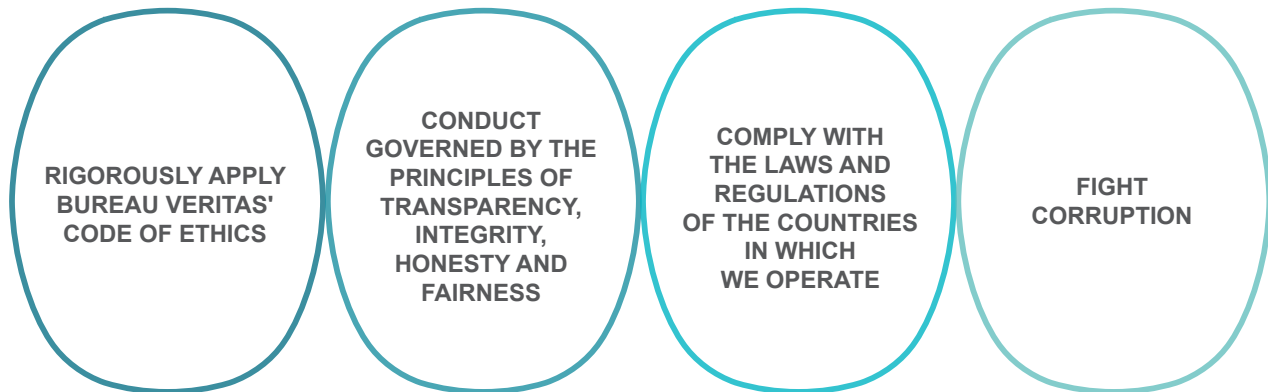 RIGOROUSLY APPLY
BUREAU VERITAS'
CODE OF ETHICS
CONDUCT
GOVERNED BY THE
PRINCIPLES OF
TRANSPARENCY,
INTEGRITY,
HONESTY AND
FAIRNESS
COMPLY WITH
THE LAWS AND
REGULATIONS
OF THE COUNTRIES
IN WHICH
WE OPERATE
FIGHT
CORRUPTION